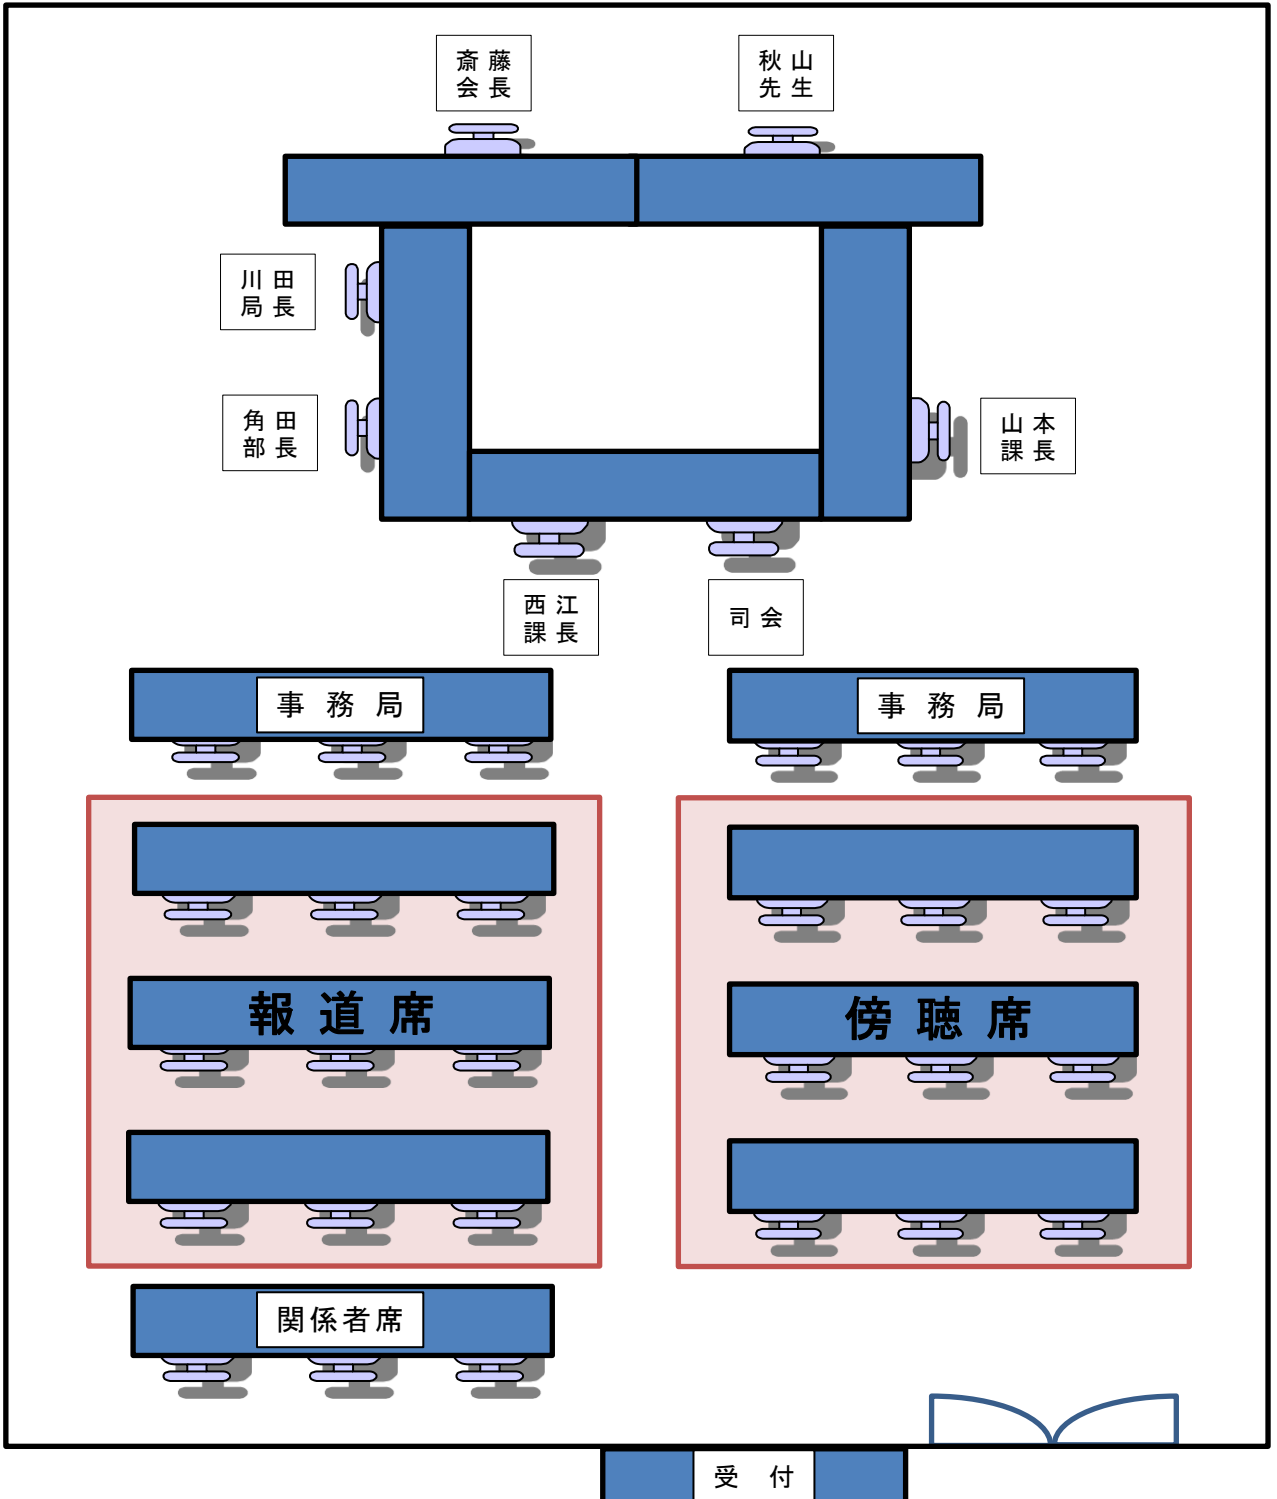 斎藤
会長
秋山
先生
川田
局長
角田
部長
山本
課長
西江
課長
司会
事務局
事務局
報道席
傍聴席
関係者席
受付